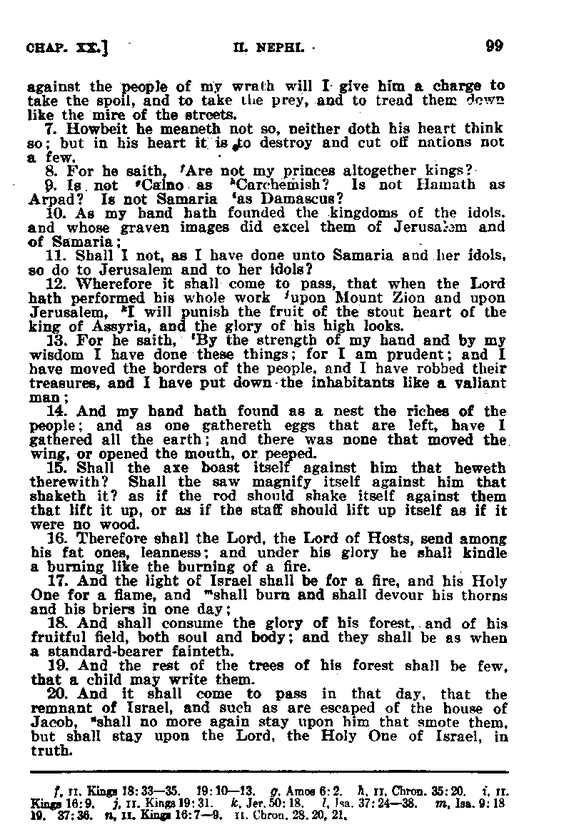 CHAP. XX.] II. NEPHI. 99
against the people of my wrath will I give him a charge to
take the spoil, and to take the prey, and to tread them down
like the mire of the streets.
7. Howbeit he meaneth not so, neither doth his heart think
so; but in his heart it is to destroy and cut off nations not
a few.
8. For he saith, fAre not my princes altogether kings?
9. Is not gCalno as hCarchemish? Is not Hamath as
Arpad? Is not Samaria ias Damascus?
10. As my hand hath founded the kingdoms of the idols.
and whose graven images did excel them of Jerusalem and
of Samaria;
11. Shall I not, as I have done unto Samaria and her idols,
so do to Jerusalem and to her idols?
12. Wherefore it shall come to pass, that when the Lord
hath performed his whole work jupon Mount Zion and upon
Jerusalem, kI will punish the fruit of the stout heart of the
king of Assyria, and the glory of his high looks.
13. For he saith, lBy the strength of my hand and by my
wisdom I have done these things; for I am prudent; and I
have moved the borders of the people, and I have robbed their
treasures, and I have put down the inhabitants like a valiant
man;
14. And my hand hath found as a nest the riches of the
people; and as one gathereth eggs that are left, have I
gathered all the earth; and there was none that moved the
wing, or opened the mouth, or peeped.
15. Shall the axe boast itself against him that heweth
therewith? Shall the saw magnify itself against him that
shaketh it? as if the rod should shake itself against them
that lift it up, or as if the staff should lift up itself as if it
were no wood.
16. Therefore shall the Lord, the Lord of Hosts, send among
his fat ones, leanness; and under his glory he shall kindle
a burning like the burning of a fire.
17. And the light of Israel shall be for a fire, and his Holy
One for a flame, and mshall burn and shall devour his thorns
and his briers in one day;
18. And shall consume the glory of his forest, and of his
fruitful field, both soul and body; and they shall be as when
a standard-bearer fainteth.
19. And the rest of the trees of his forest shall be few,
that a child may write them.
20. And it shall come to pass in that day, that the
remnant of Israel, and such as are escaped of the house of
Jacob, nshall no more again stay upon him that smote them,
but shall stay upon the Lord, the Holy One of Israel, in
truth.
f, II. Kings 18:33—35. 19:10—13. g, Amos 6:2. h, II. Chron. 35:20. i, II.
Kings 16:9. j, II. Kings 19:31. k, Jer. 50:18. l, Isa. 37:24—38. m, Isa. 9:18
19. 37:36. n, II. Kings 16:7—9. II. Chron. 28.20, 21.